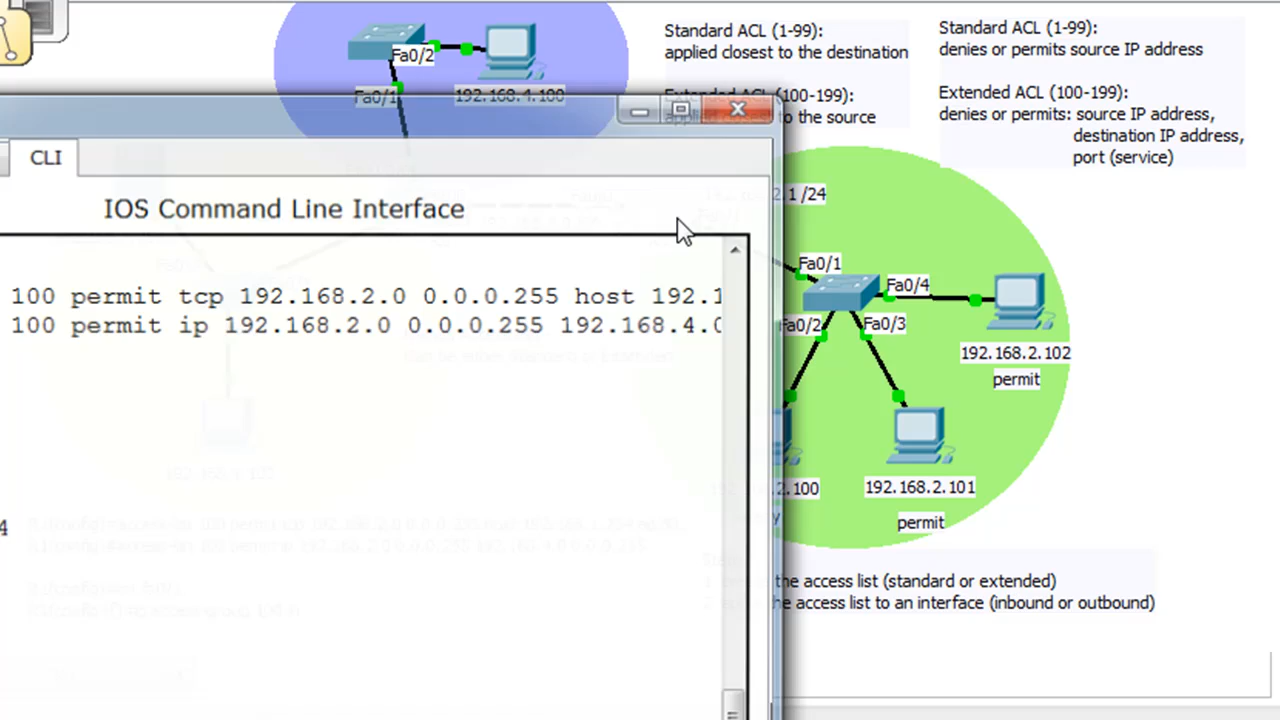 Fa0/2
Fa0/1
192.168.4.100
Standard ACL (1-99):
applied closest to the destination
Extended ACL (100-199):
applied closest to the source
Standard ACL (1-99):
denies or permits source IP address
Extended ACL (100-199):
denies or permits: source IP address,
destination IP address,
port (service)
CLI
IOS Command Line Interface
100 permit tcp 192.168.2.0 0.0.0.255 host 192.1
100 permit ip 192.168.2.0 0.0.0.255 192.168.4.0
4
2.1 /24
Fa0/1
Fa0/4
Fa0/2
Fa0/3
192.168.2.102
permit
2.100
192.168.2.101
permit
the access list (standard or extended)
the access list to an interface (inbound or outbound)